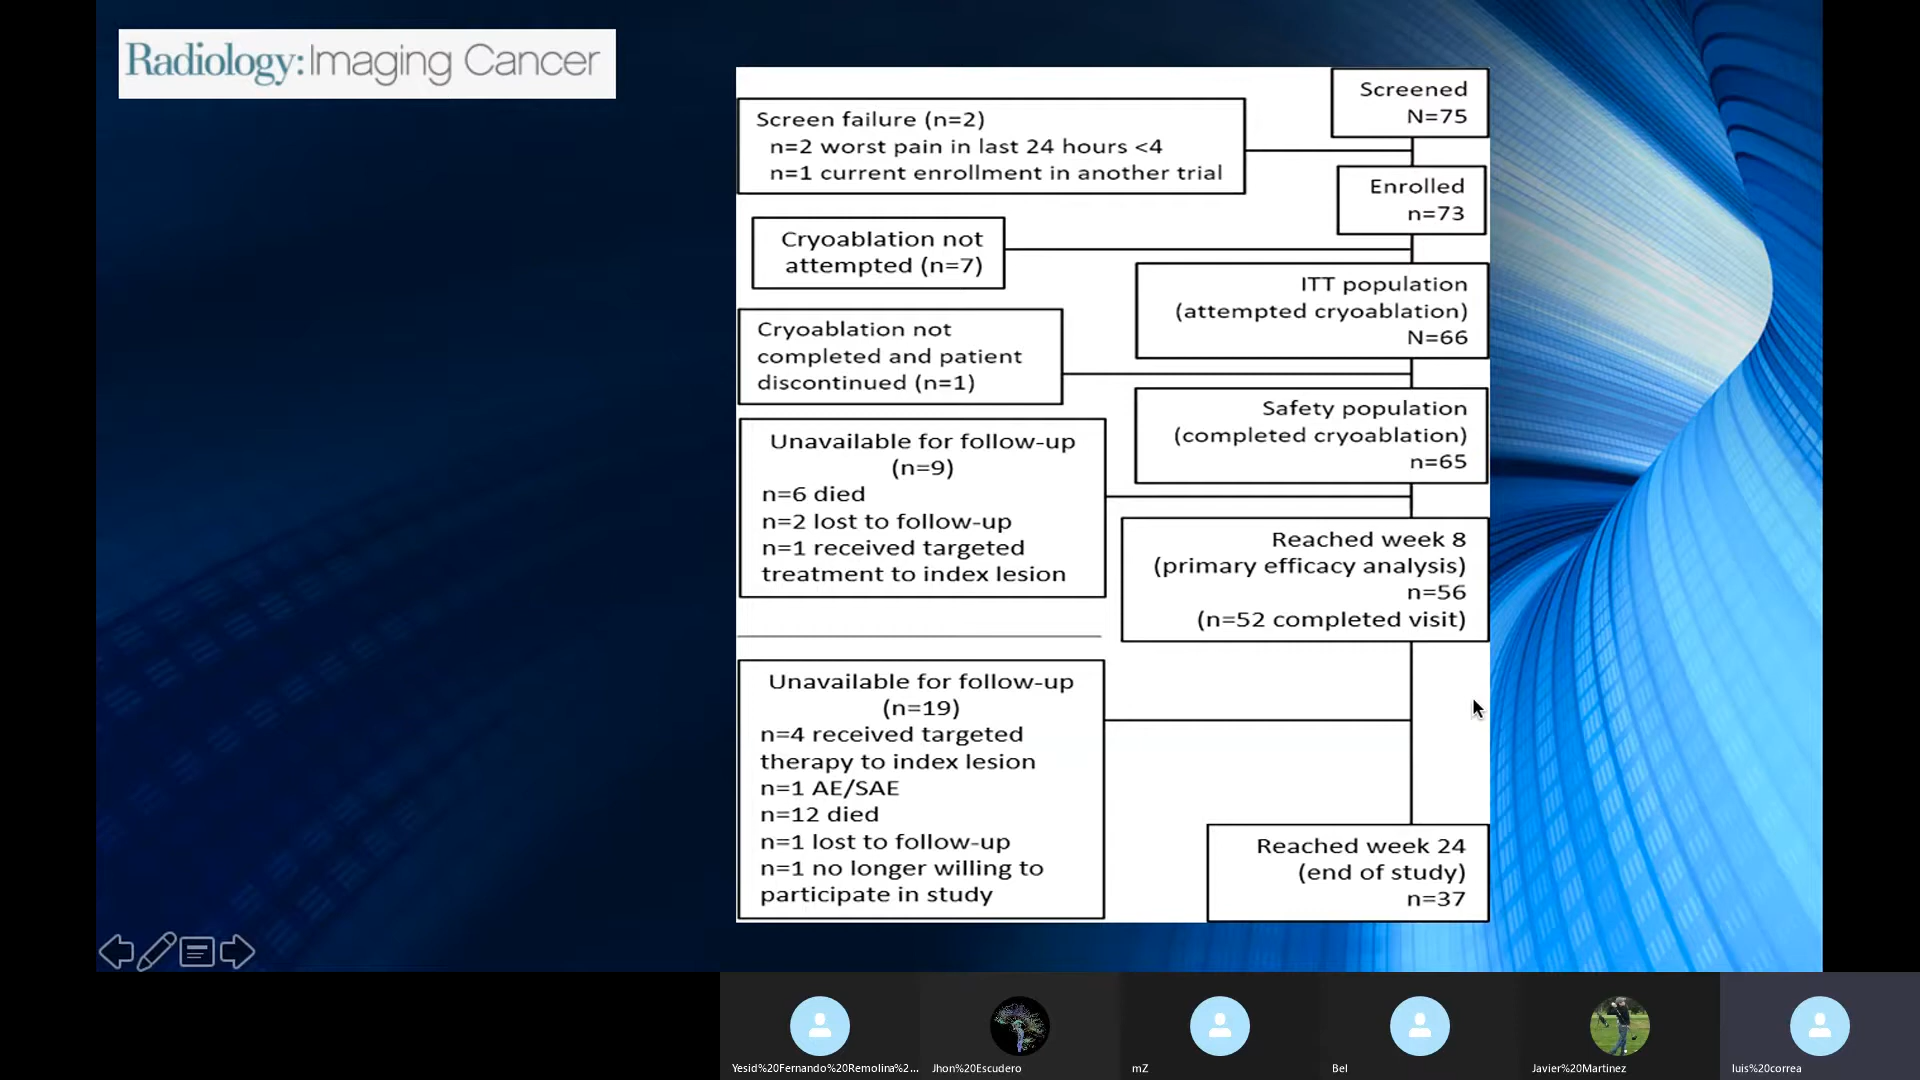 Radiology: Imaging Cancer
Screened
N=75
Screen failure (n=2)
n=2 worst pain in last 24 hours <4
n=1 current enrollment in another trial
Enrolled
n=73
Cryoablation not
attempted (n=7)
ITT population
(attempted cryoablation)
N=66
Cryoablation not
completed and patient
discontinued (n=1)
Safety population
(completed cryoablation)
n=65
Unavailable for follow-up
(n=9)
n=6 died
n=2 lost to follow-up
n=1 received targeted
treatment to index lesion
Reached week 8
(primary efficacy analysis)
n=56
(n=52 completed visit)
Unavailable for follow-up
(n=19)
n=4 received targeted
therapy to index lesion
n=1 AE/SAE
n=12 died
n=1 lost to follow-up
n=1 no longer willing to
participate in study
Reached week 24
(end of study)
n=37
Yesid%20Fernando%20Remolina%2...
Jhon%20Escudero
mZ
Bel
Javier%20Martinez
luis%20correa